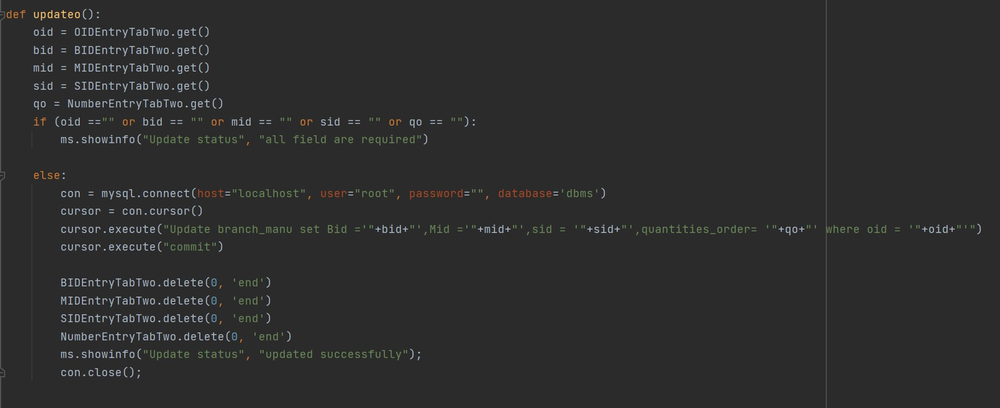 def updateo():
    oid = OIDEntryTabTwo.get()
    bid = BIDEntryTabTwo.get()
    mid = MIDEntryTabTwo.get()
    sid = SIDEntryTabTwo.get()
    qo = NumberEntryTabTwo.get()
    if (oid =="" or bid == "" or mid == "" or sid == "" or qo == ""):
        ms.showinfo("Update status", "all field are required")
    else:
        con = mysql.connect(host="localhost", user="root", password="", database='dbms')
        cursor = con.cursor()
        cursor.execute("Update branch_manu set Bid ='"+bid+"',Mid ='"+mid+"',sid = '"+sid+"',quantities_order= '"+qo+"' where oid = '"+oid+"'")
        cursor.execute("commit")
        BIDEntryTabTwo.delete(0, 'end')
        MIDEntryTabTwo.delete(0, 'end')
        SIDEntryTabTwo.delete(0, 'end')
        NumberEntryTabTwo.delete(0, 'end')
        ms.showinfo("Update status", "updated successfully");
        con.close();